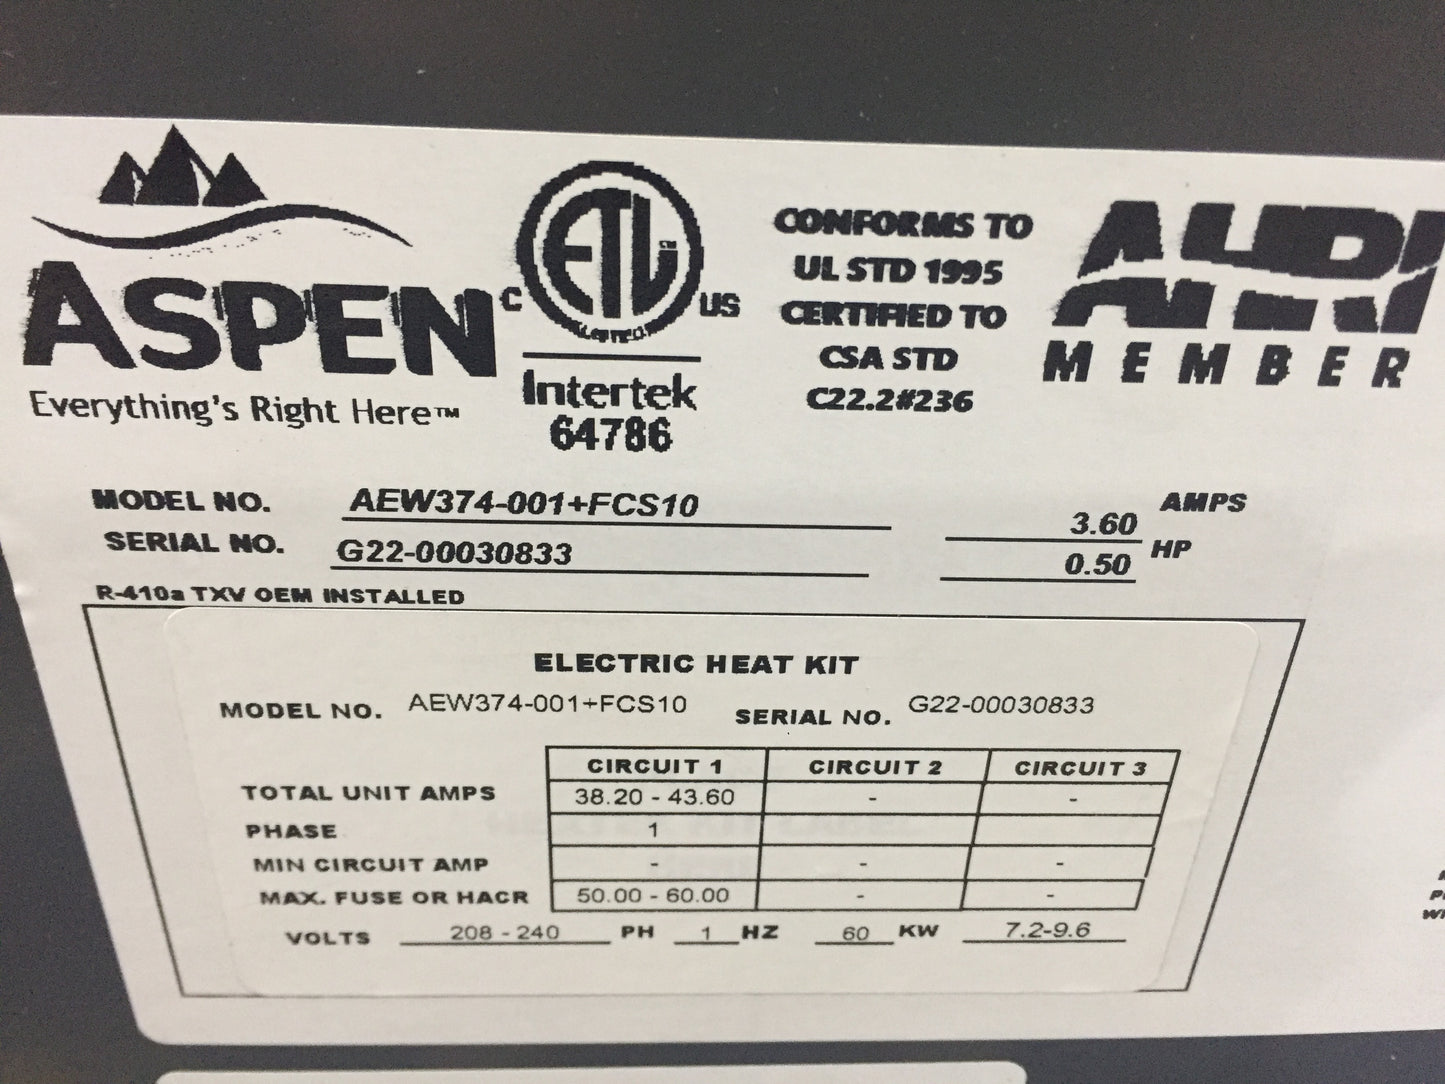 ASPEN
Everything's Right Here™
C ETL ™ US
Intertek
64786
CONFORMS TO
UL STD 1995
CERTIFIED TO
CSA STD
C22.2#236
AHRI
MEMBER
MODEL NO. AEW374-001+FCS10 3.60 AMPS
SERIAL NO. G22-00030833 0.50 HP
R-410a TXV OEM INSTALLED
ELECTRIC HEAT KIT
MODEL NO. AEW374-001+FCS10 SERIAL NO. G22-00030833
CIRCUIT 1 CIRCUIT 2 CIRCUIT 3
TOTAL UNIT AMPS 38.20 - 43.60 - -
PHASE 1
MIN CIRCUIT AMP - - -
MAX. FUSE OR HACR 50.00 - 60.00 - -
VOLTS 208 - 240 PH 1 HZ 60 KW 7.2-9.6